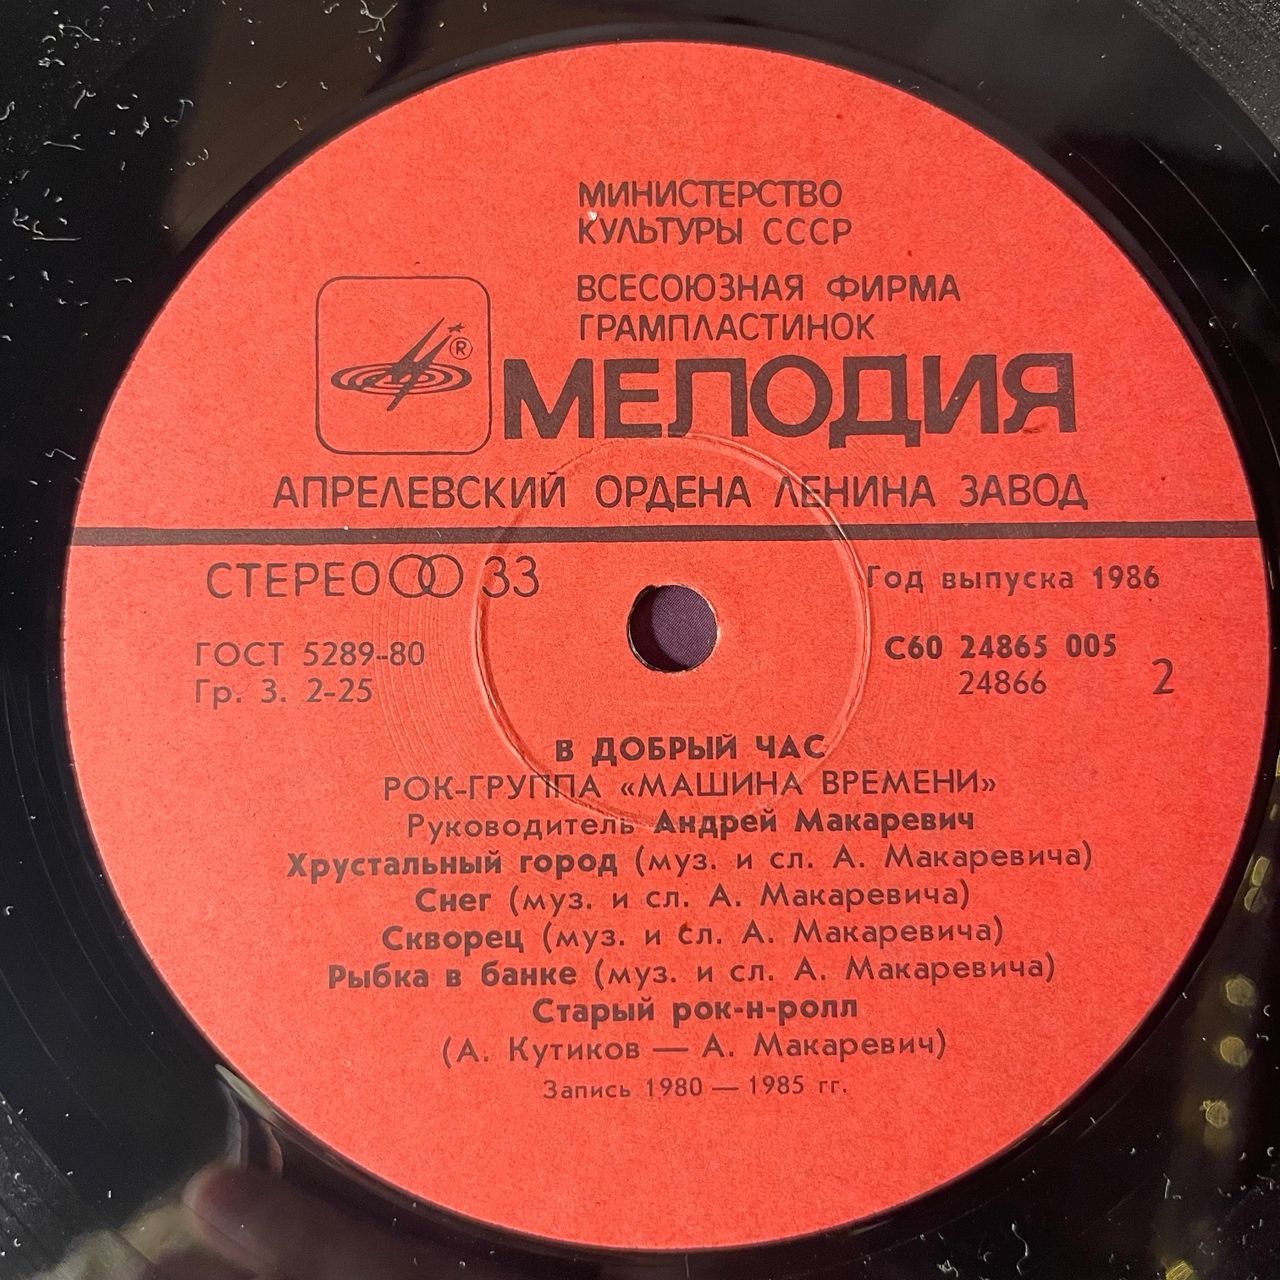 МИНИСТЕРСТВО
КУЛЬТУРЫ СССР
ВСЕСОЮЗНАЯ ФИРМА
ГРАМПЛАСТИНОК
®
МЕЛОДИЯ
АПРЕЛЕВСКИЙ ОРДЕНА ЛЕНИНА ЗАВОД
СТЕРЕО 33
Год выпуска 1986
ГОСТ 5289-80
Гр. 3. 2-25
С60 24865 005
24866
2
В ДОБРЫЙ ЧАС
РОК-ГРУППА «МАШИНА ВРЕМЕНИ»
Руководитель Андрей Макаревич
Хрустальный город (муз. и сл. А. Макаревича)
Снег (муз. и сл. А. Макаревича)
Скворец (муз. и сл. А. Макаревича)
Рыбка в банке (муз. и сл. А. Макаревича)
Старый рок-н-ролл
(А. Кутиков — А. Макаревич)
Запись 1980 — 1985 гг.